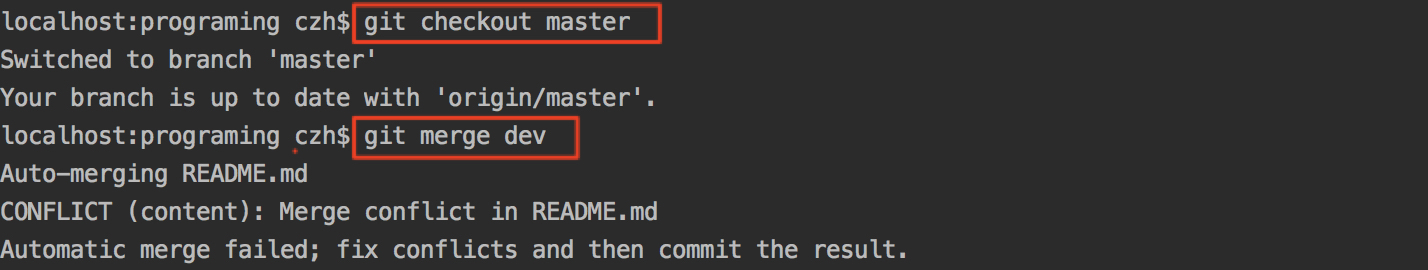 localhost:programing czh$ git checkout master
Switched to branch 'master'
Your branch is up to date with 'origin/master'.
localhost:programing czh$ git merge dev
Auto-merging README.md
CONFLICT (content): Merge conflict in README.md
Automatic merge failed; fix conflicts and then commit the result.